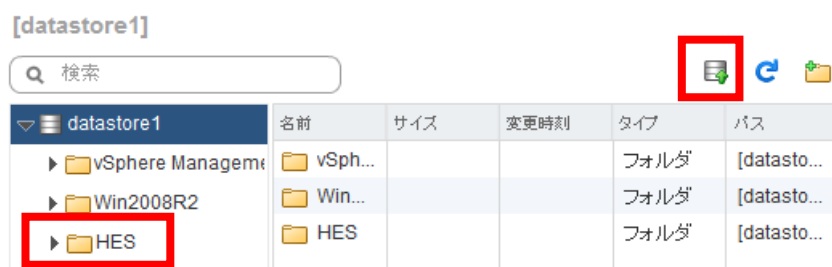 [datastore1]
検索
datastore1
vSphere Manageme
Win2008R2
HES
名前 サイズ 変更時刻 タイプ パス
vSph... フォルダ [datasto...
Win... フォルダ [datasto...
HES フォルダ [datasto...